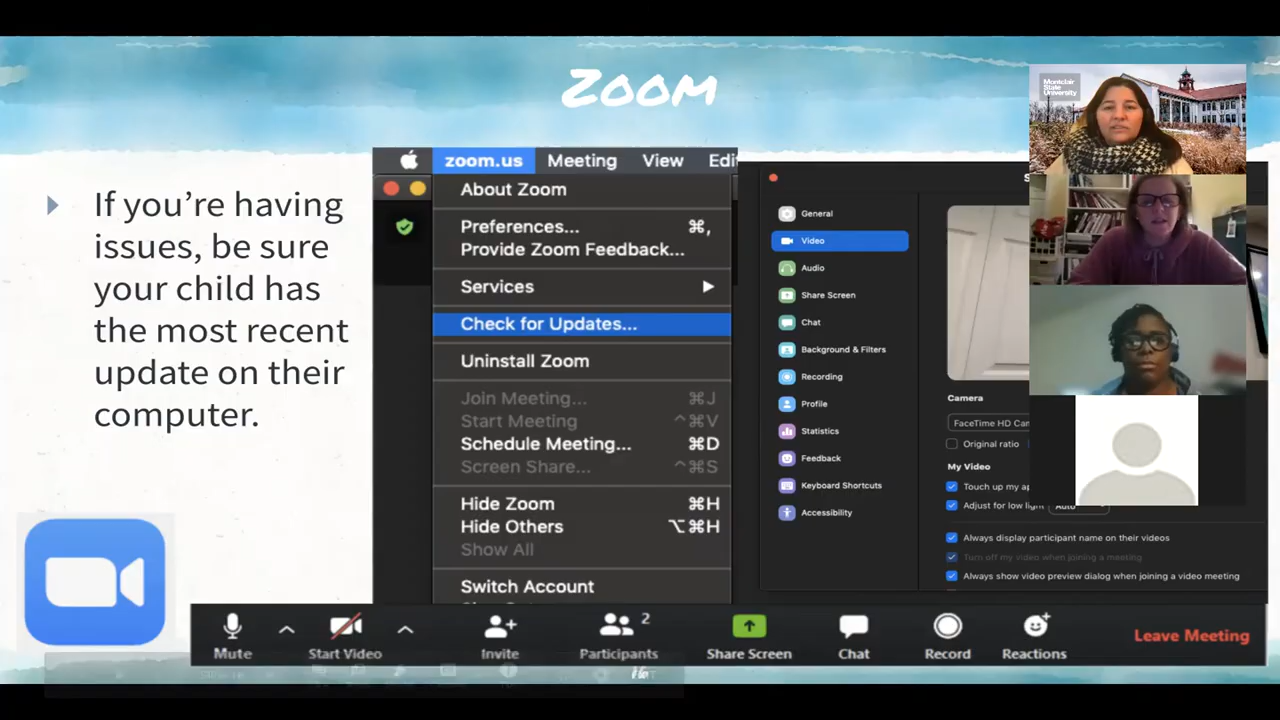 Zoom
If you're having
issues, be sure
your child has
the most recent
update on their
computer.
zoom.us Meeting View Edi
About Zoom
Preferences... ⌘,
Provide Zoom Feedback...
Services
Check for Updates...
Uninstall Zoom
Join Meeting... ⌘J
Start Meeting ^⌘V
Schedule Meeting... ⌘D
Screen Share... ^⌘S
Hide Zoom ⌘H
Hide Others ⌥⌘H
Show All
Switch Account
General
Video
Audio
Share Screen
Chat
Background & Filters
Recording
Profile
Statistics
Feedback
Keyboard Shortcuts
Accessibility
Camera
FaceTime HD Cam
Original ratio
My Video
Touch up my ap
Adjust for low light Auto
Always display participant name on their videos
Turn off my video when joining a meeting
Always show video preview dialog when joining a video meeting
Montclair
State
University
Mute
Start Video
Invite
Participants 2
Share Screen
Chat
Record
Reactions
Leave Meeting